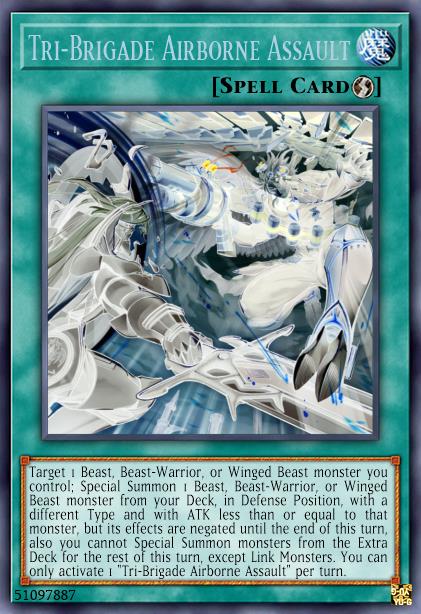 TRI-BRIGADE AIRBORNE ASSAULT 魔
[SPELL CARD]
Target 1 Beast, Beast-Warrior, or Winged Beast monster you
control; Special Summon 1 Beast, Beast-Warrior, or Winged
Beast monster from your Deck, in Defense Position, with a
different Type and with ATK less than or equal to that
monster, but its effects are negated until the end of this turn,
also you cannot Special Summon monsters from the Extra
Deck for the rest of this turn, except Link Monsters. You can
only activate 1 "Tri-Brigade Airborne Assault" per turn.
51097887